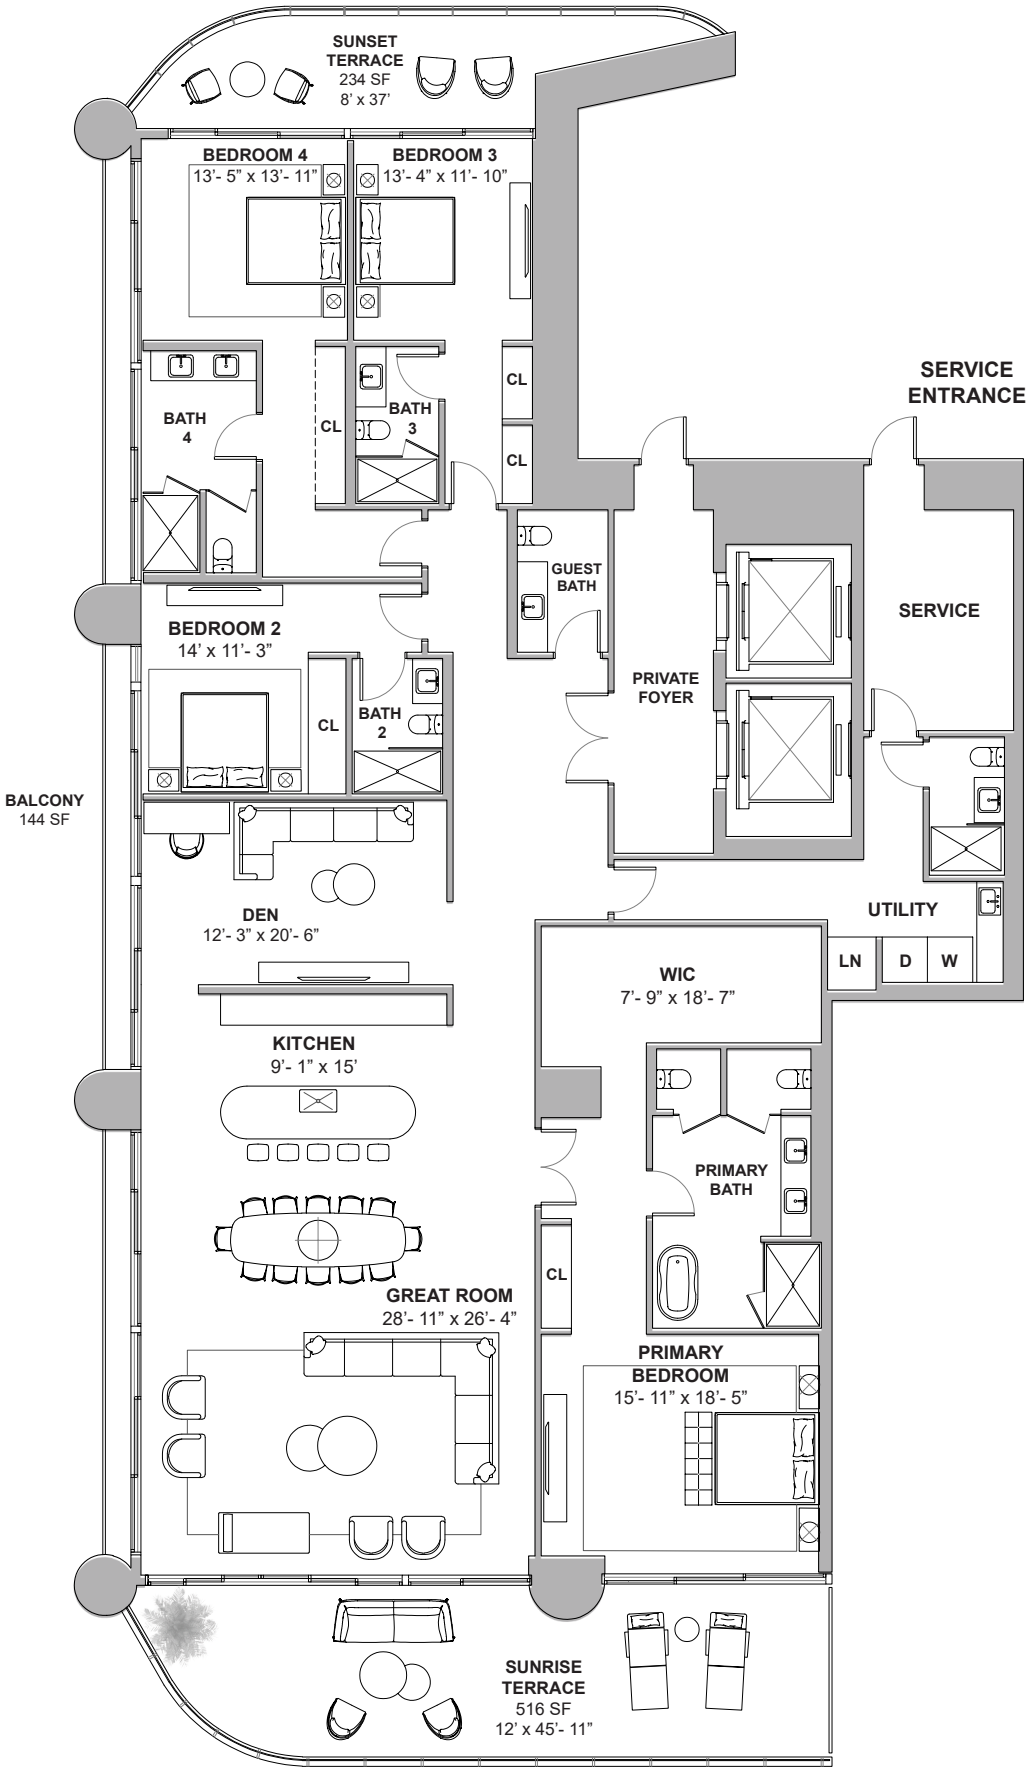 SUNSET
TERRACE
234 SF
8’ x 37’
BEDROOM 4
13’- 5” x 13’- 11”
BEDROOM 3
13’- 4” x 11’- 10”
SERVICE
ENTRANCE
CL
BATH
4
CL
BATH
3
CL
GUEST
BATH
SERVICE
BEDROOM 2
14’ x 11’- 3”
PRIVATE
FOYER
CL
BATH
2
BALCONY
144 SF
DEN
12’- 3” x 20’- 6”
UTILITY
LN
D
W
WIC
7’- 9” x 18’- 7”
KITCHEN
9’- 1” x 15’
PRIMARY
BATH
CL
GREAT ROOM
28’- 11” x 26’- 4”
PRIMARY
BEDROOM
15’- 11” x 18’- 5”
SUNRISE
TERRACE
516 SF
12’ x 45’- 11”